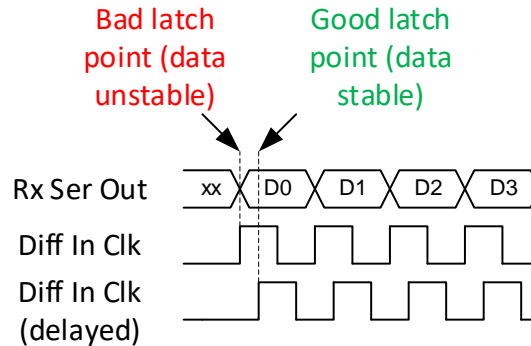 Bad latch
point (data
unstable)
Good latch
point (data
stable)
Rx Ser Out
xx
D0
D1
D2
D3
Diff In Clk
Diff In Clk
(delayed)